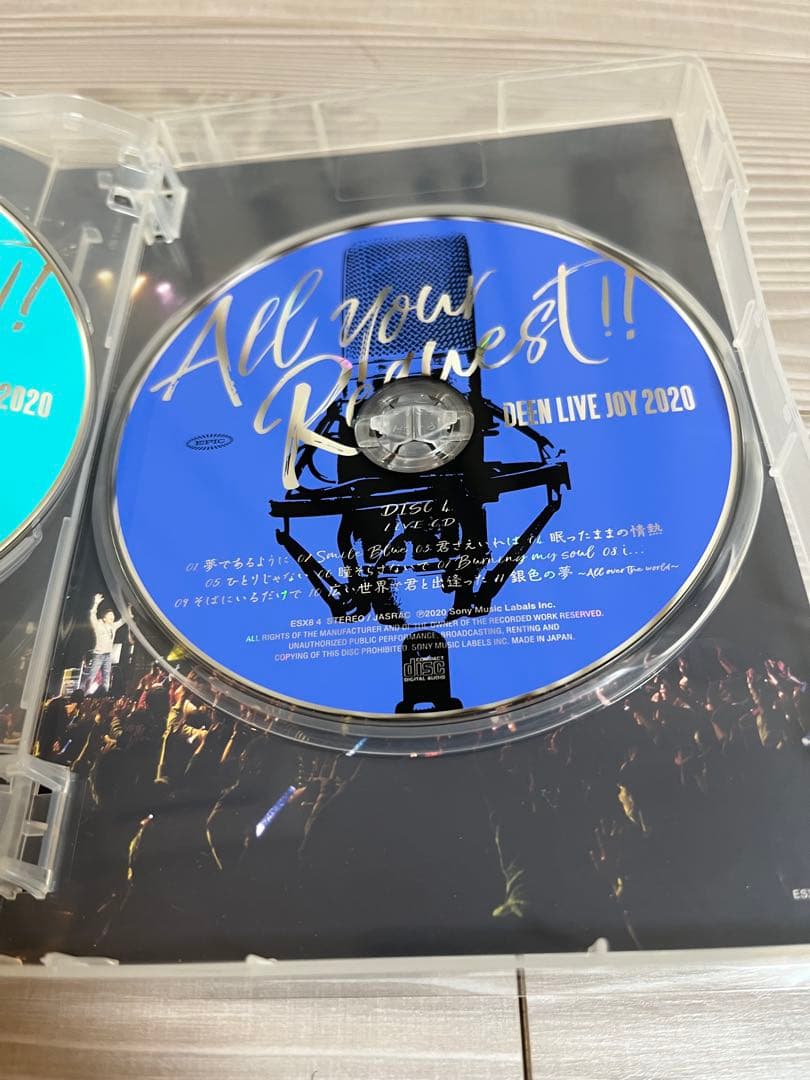 !!
2020
All your
Request!!
DEEN LIVE JOY 2020
EPIC
DISC 4
LIVE CD
01 夢であるように 02 Smile Blue 03 君さえいれば 04 眠ったままの情熱
05 ひとりじゃない 06 瞳そらさないで 07 Burning my soul 08 i...
09 そばにいるだけで 10 広い世界で君と出逢った 11 銀色の夢 ~All over the world~
ESX8 4 STEREO / JASRAC Ⓟ2020 Sony Music Labels Inc.
ALL RIGHTS OF THE MANUFACTURER AND OF THE OWNER OF THE RECORDED WORK RESERVED.
UNAUTHORIZED PUBLIC PERFORMANCE, BROADCASTING, RENTING AND
COPYING OF THIS DISC PROHIBITED. SONY MUSIC LABELS INC. MADE IN JAPAN.
COMPACT
disc
DIGITAL AUDIO